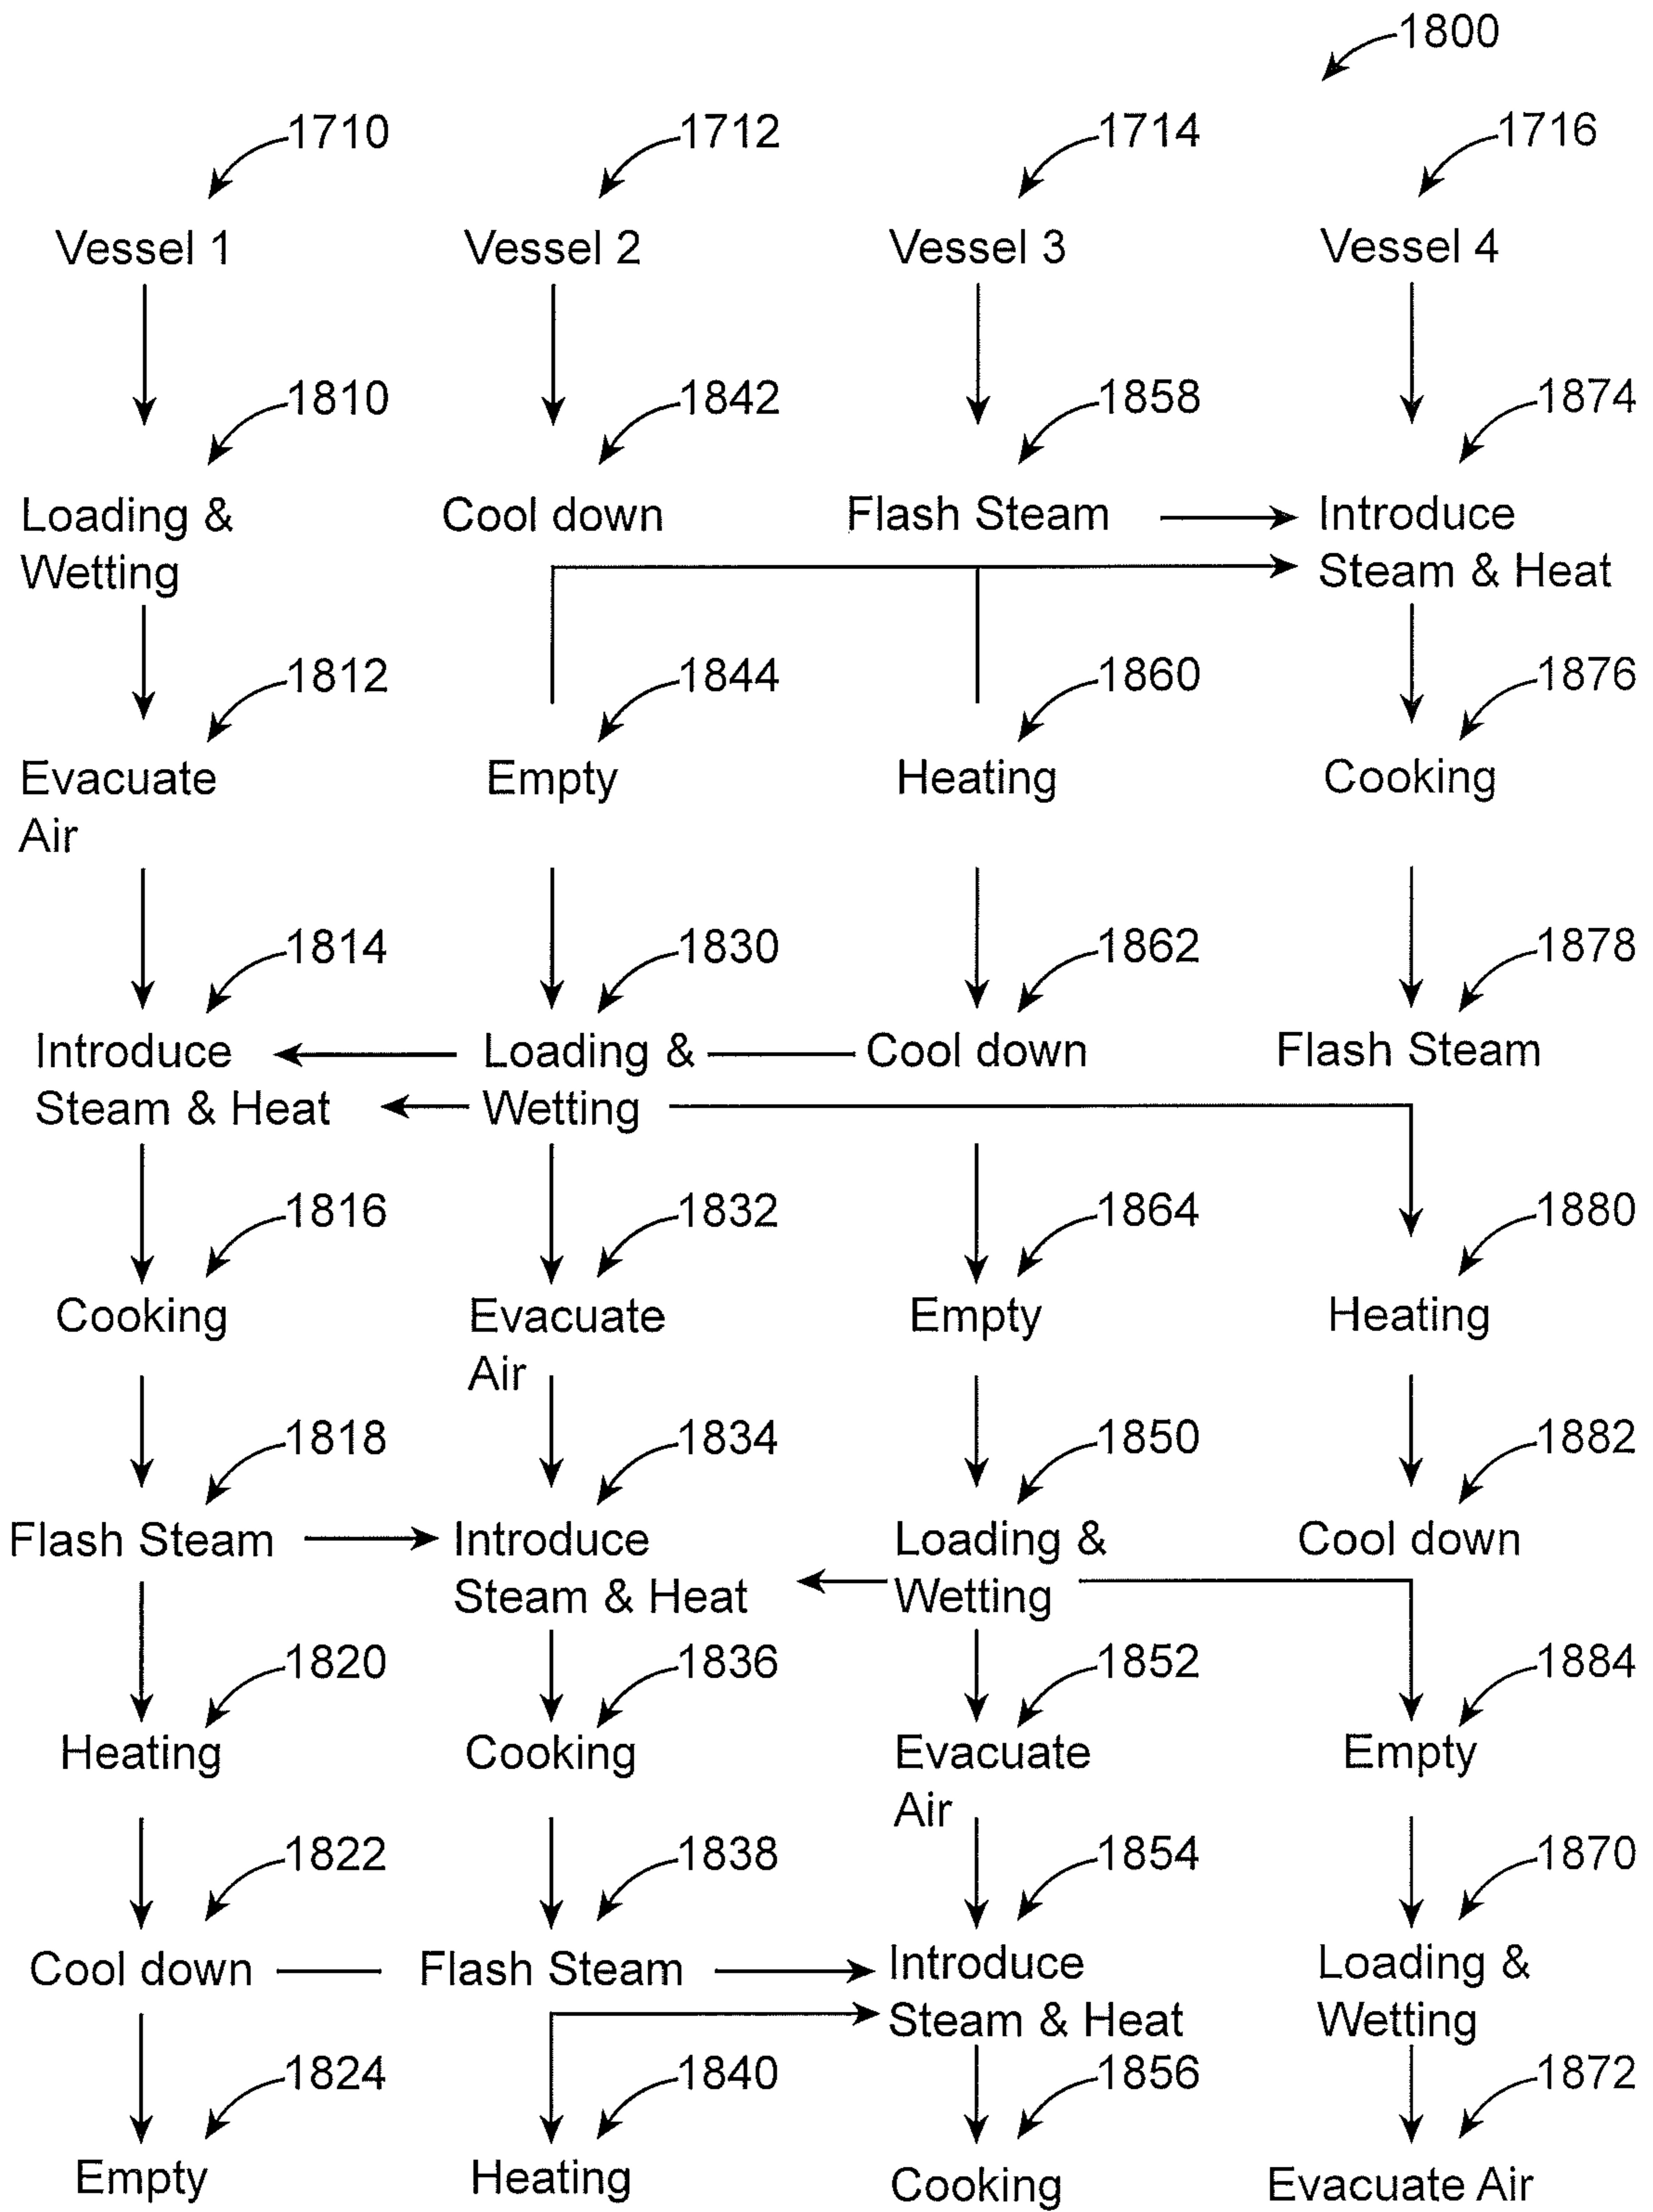 1800
1710 1712 1714 1716
Vessel 1 Vessel 2 Vessel 3 Vessel 4
1810 1842 1858 1874
Loading & Cool down Flash Steam Introduce
Wetting Steam & Heat
1812 1844 1860 1876
Evacuate Empty Heating Cooking
Air
1814 1830 1862 1878
Introduce Loading & Cool down Flash Steam
Steam & Heat Wetting
1816 1832 1864 1880
Cooking Evacuate Empty Heating
Air
1818 1834 1850 1882
Flash Steam Introduce Loading & Cool down
Steam & Heat Wetting
1820 1836 1852 1884
Heating Cooking Evacuate Empty
Air
1822 1838 1854 1870
Cool down Flash Steam Introduce Loading &
Steam & Heat Wetting
1824 1840 1856 1872
Empty Heating Cooking Evacuate Air